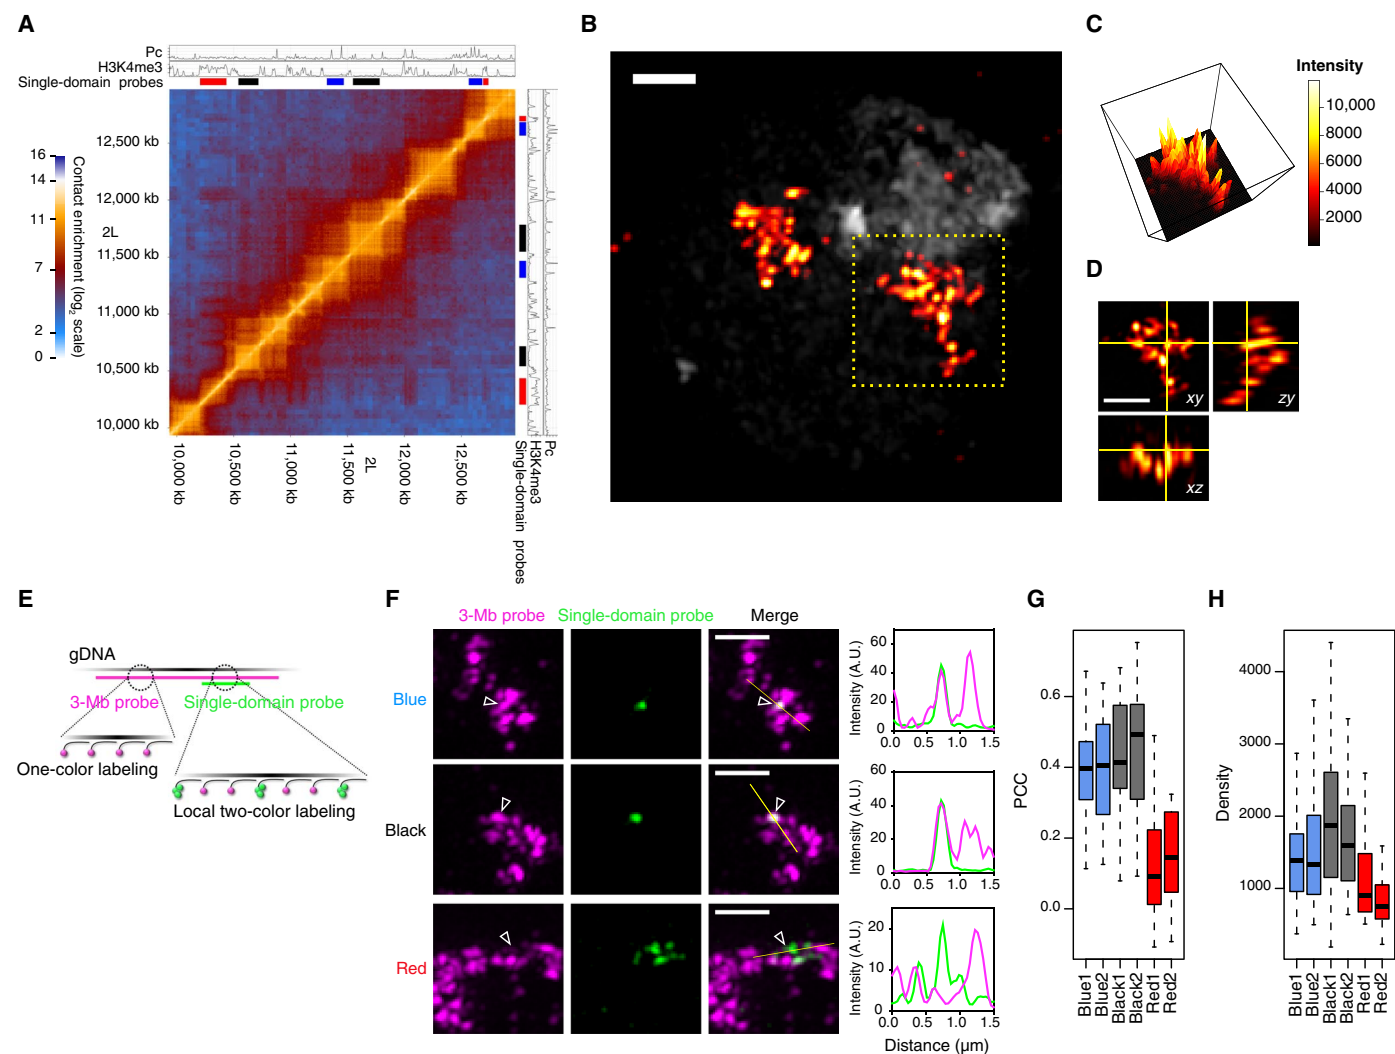 A
Pc
H3K4me3
Single-domain probes
12,500 kb
12,000 kb
2L
11,500 kb
11,000 kb
10,500 kb
10,000 kb
16
14
11
7
2
0
Contact enrichment (log2 scale)
10,000 kb
10,500 kb
11,000 kb
11,500 kb
2L
12,000 kb
12,500 kb
Single-domain probes
H3K4me3
Pc
B
C
Intensity
10,000
8000
6000
4000
2000
D
xy
zy
xz
E
gDNA
3-Mb probe
Single-domain probe
One-color labeling
Local two-color labeling
F
3-Mb probe
Single-domain probe
Merge
Blue
Black
Red
Intensity (A.U.)
60
40
20
0
0.0
0.5
1.0
1.5
Intensity (A.U.)
60
40
20
0
0.0
0.5
1.0
1.5
Intensity (A.U.)
20
10
0
0.0
0.5
1.0
1.5
Distance (µm)
G
PCC
0.6
0.4
0.2
0.0
Blue1
Blue2
Black1
Black2
Red1
Red2
H
Density
4000
3000
2000
1000
Blue1
Blue2
Black1
Black2
Red1
Red2